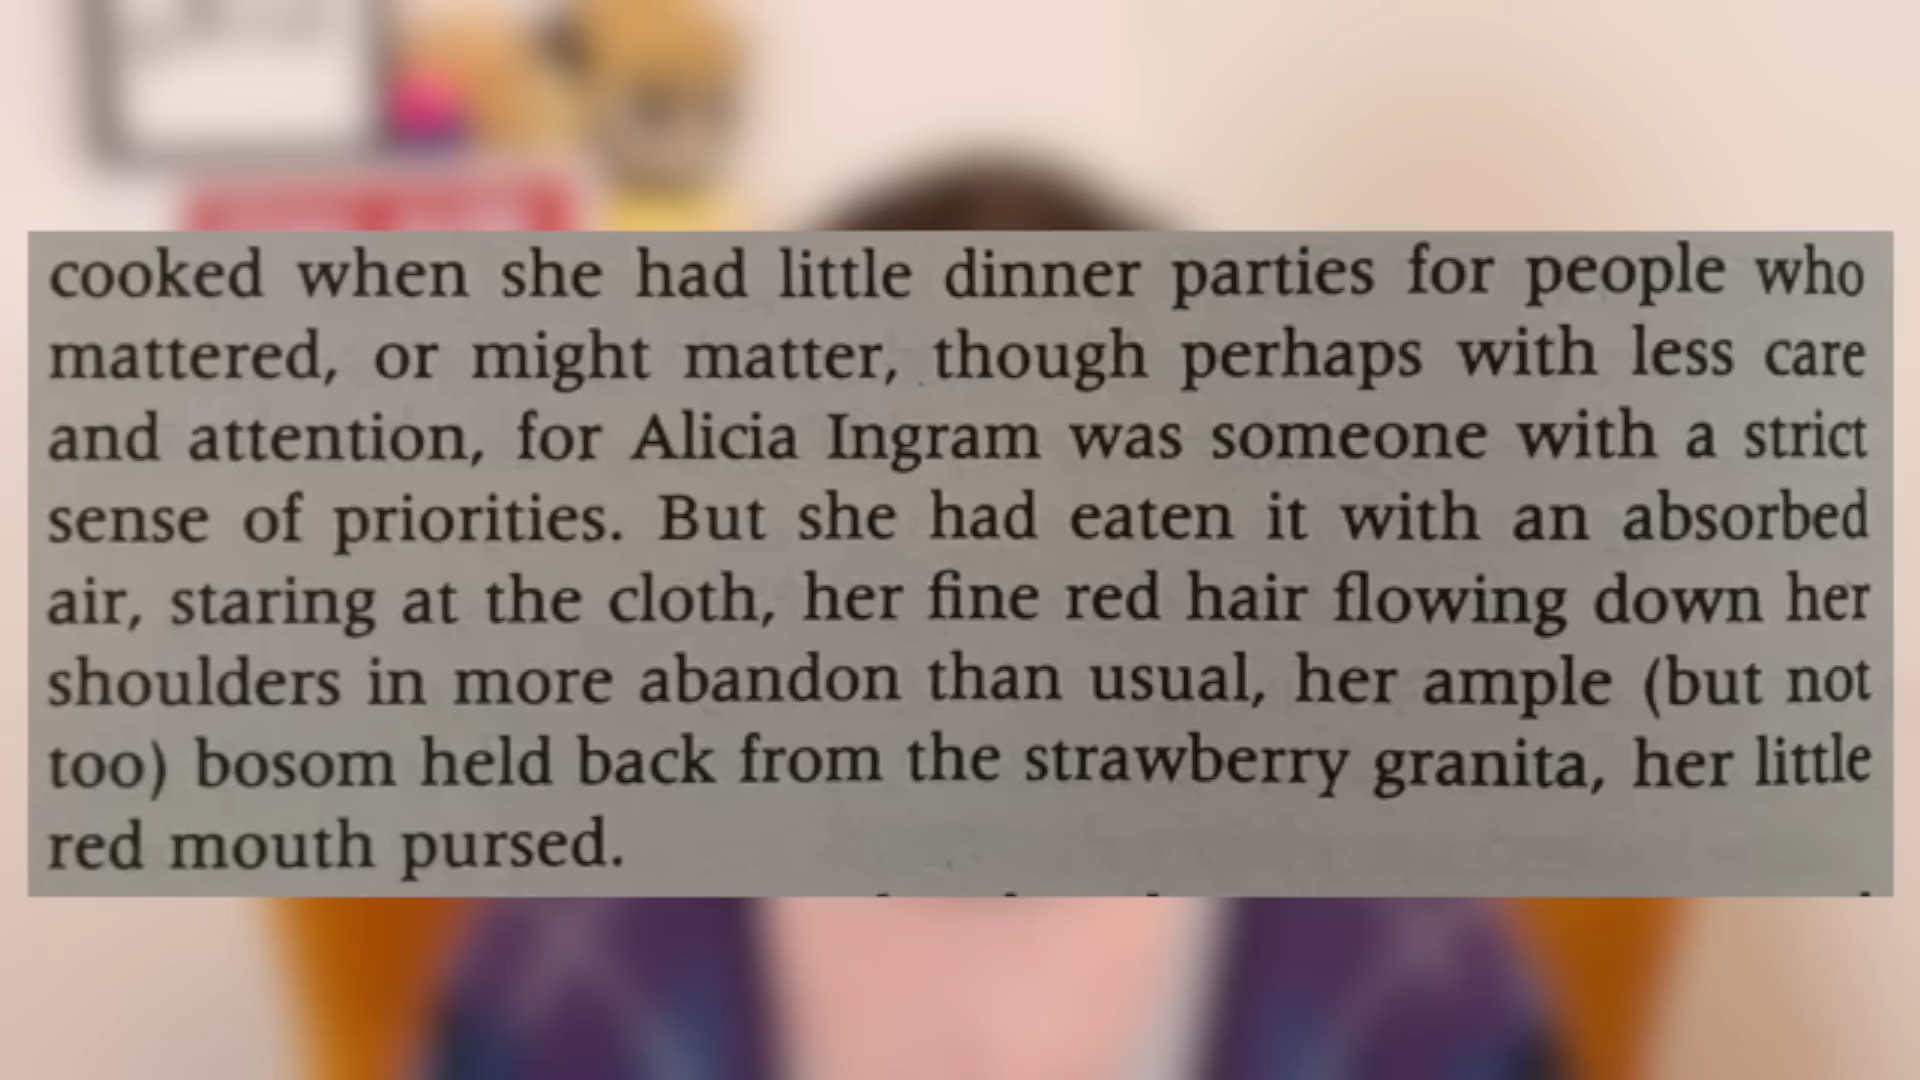 cooked when she had little dinner parties for people who
mattered, or might matter, though perhaps with less care
and attention, for Alicia Ingram was someone with a strict
sense of priorities. But she had eaten it with an absorbed
air, staring at the cloth, her fine red hair flowing down her
shoulders in more abandon than usual, her ample (but not
too) bosom held back from the strawberry granita, her little
red mouth pursed.